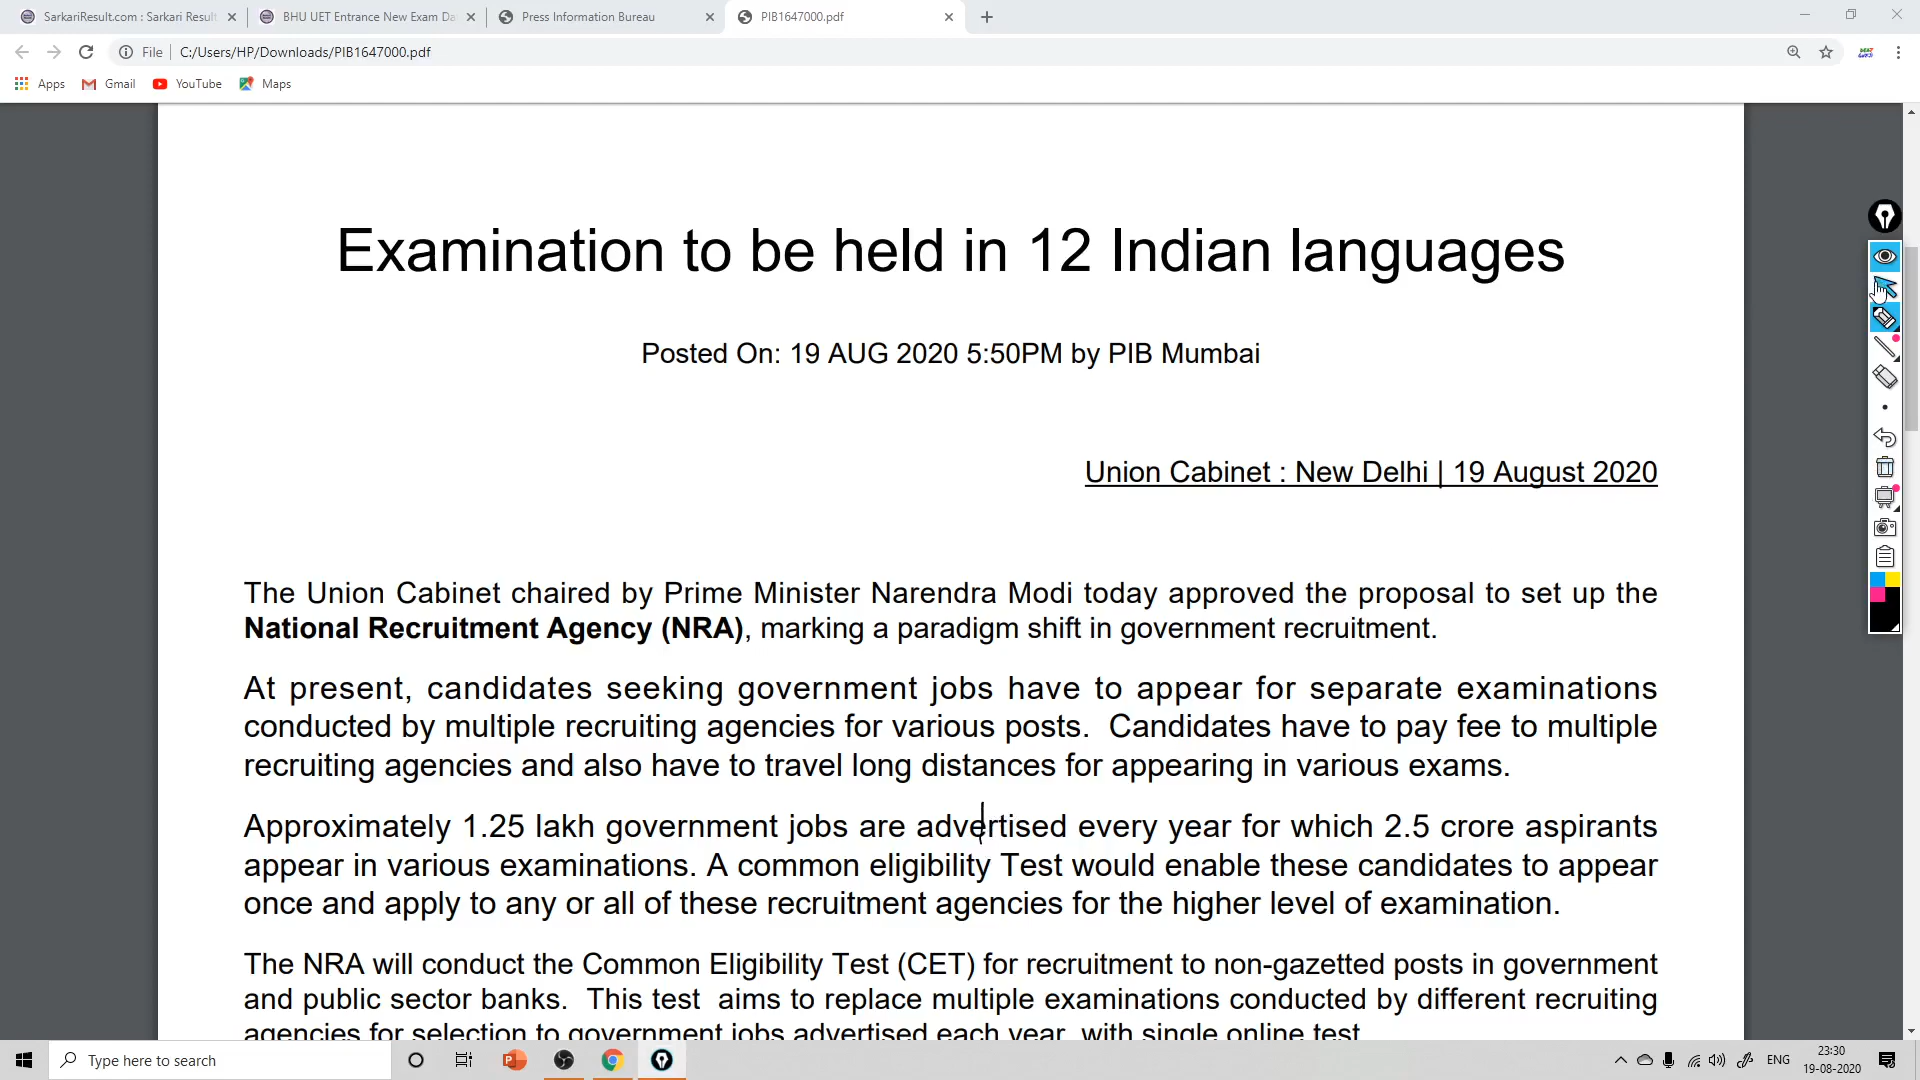 SarkariResult.com : Sarkari Result
BHU UET Entrance New Exam Da
Press Information Bureau
PIB1647000.pdf
File
C:/Users/HP/Downloads/PIB1647000.pdf
Apps
Gmail
YouTube
Maps
Examination to be held in 12 Indian languages
Posted On: 19 AUG 2020 5:50PM by PIB Mumbai
Union Cabinet : New Delhi | 19 August 2020
The Union Cabinet chaired by Prime Minister Narendra Modi today approved the proposal to set up the
National Recruitment Agency (NRA), marking a paradigm shift in government recruitment.
At present, candidates seeking government jobs have to appear for separate examinations
conducted by multiple recruiting agencies for various posts. Candidates have to pay fee to multiple
recruiting agencies and also have to travel long distances for appearing in various exams.
Approximately 1.25 lakh government jobs are advertised every year for which 2.5 crore aspirants
appear in various examinations. A common eligibility Test would enable these candidates to appear
once and apply to any or all of these recruitment agencies for the higher level of examination.
The NRA will conduct the Common Eligibility Test (CET) for recruitment to non-gazetted posts in government
and public sector banks. This test aims to replace multiple examinations conducted by different recruiting
agencies for selection to government jobs advertised each year, with single online test.
Type here to search
ENG
23:30
19-08-2020